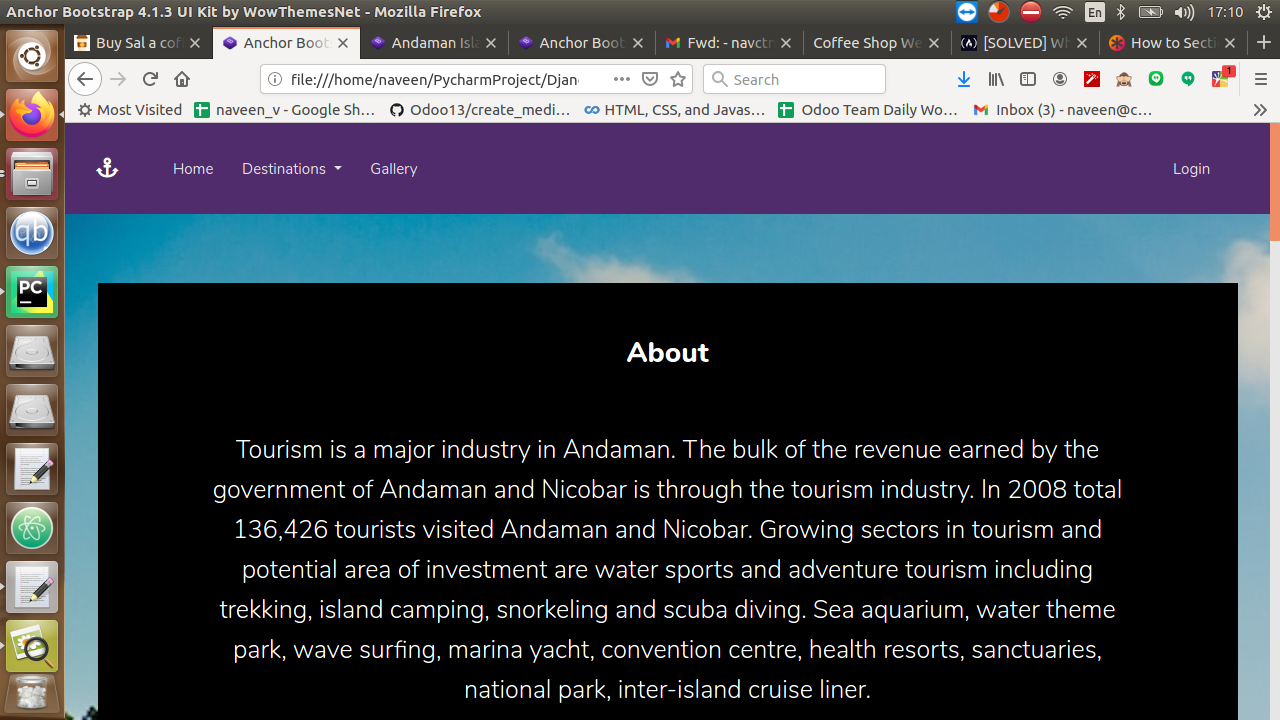 Anchor Bootstrap 4.1.3 UI Kit by WowThemesNet - Mozilla Firefox
En
17:10
Buy Sal a cof
Anchor Boots
Andaman Isla
Anchor Boot
Fwd: - navctn
Coffee Shop We
[SOLVED] Wh
How to Secti
file:///home/naveen/PycharmProject/Djan
Search
1
Most Visited
naveen_v - Google Sh…
Odoo13/create_medi…
HTML, CSS, and Javas…
Odoo Team Daily Wo…
Inbox (3) - naveen@c…
Home
Destinations
Gallery
Login
qb
PC
About
Tourism is a major industry in Andaman. The bulk of the revenue earned by the
government of Andaman and Nicobar is through the tourism industry. In 2008 total
136,426 tourists visited Andaman and Nicobar. Growing sectors in tourism and
potential area of investment are water sports and adventure tourism including
trekking, island camping, snorkeling and scuba diving. Sea aquarium, water theme
park, wave surfing, marina yacht, convention centre, health resorts, sanctuaries,
national park, inter-island cruise liner.